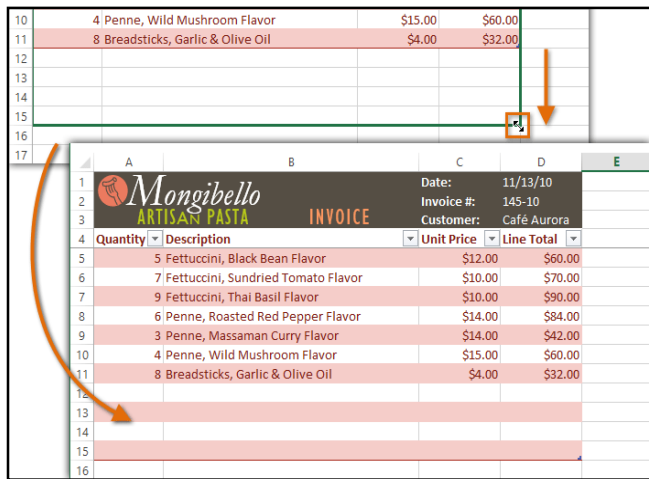 10 4 Penne, Wild Mushroom Flavor $15.00 $60.00
11 8 Breadsticks, Garlic & Olive Oil $4.00 $32.00
12
13
14
15
16
17
A B C D E
1 Mongibello Date: 11/13/10
2 Invoice #: 145-10
3 ARTISAN PASTA INVOICE Customer: Café Aurora
4 Quantity Description Unit Price Line Total
5 5 Fettuccini, Black Bean Flavor $12.00 $60.00
6 7 Fettuccini, Sundried Tomato Flavor $10.00 $70.00
7 9 Fettuccini, Thai Basil Flavor $10.00 $90.00
8 6 Penne, Roasted Red Pepper Flavor $14.00 $84.00
9 3 Penne, Massaman Curry Flavor $14.00 $42.00
10 4 Penne, Wild Mushroom Flavor $15.00 $60.00
11 8 Breadsticks, Garlic & Olive Oil $4.00 $32.00
12
13
14
15
16